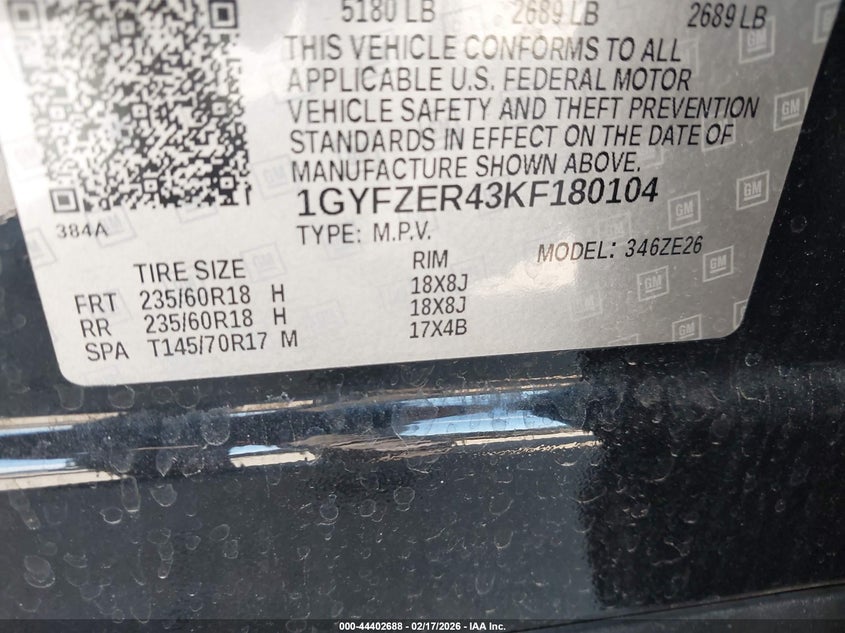 5180 LB 2689 LB 2689 LB
THIS VEHICLE CONFORMS TO ALL
APPLICABLE U.S. FEDERAL MOTOR
VEHICLE SAFETY AND THEFT PREVENTION
STANDARDS IN EFFECT ON THE DATE OF
MANUFACTURE SHOWN ABOVE.
1GYFZER43KF180104
384A
TYPE: M.P.V. MODEL: 346ZE26
TIRE SIZE RIM
FRT 235/60R18 H 18X8J
RR 235/60R18 H 18X8J
SPA T145/70R17 M 17X4B
GM
000-44402688 - 02/17/2026 - IAA Inc.